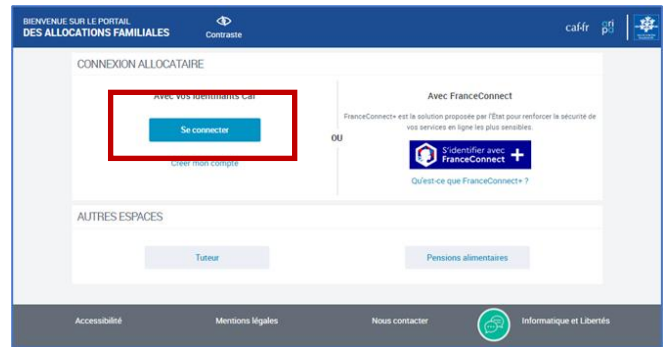 BIENVENUE SUR LE PORTAIL
DES ALLOCATIONS FAMILIALES
Contraste
caf.fr
CONNEXION ALLOCATAIRE
Avec vos identifiants Caf
Se connecter
Créer mon compte
OU
Avec FranceConnect
FranceConnect+ est la solution proposée par l'État pour renforcer la sécurité de
vos services en ligne les plus sensibles.
S'identifier avec
FranceConnect +
Qu'est-ce que FranceConnect+ ?
AUTRES ESPACES
Tuteur
Pensions alimentaires
Accessibilité
Mentions légales
Nous contacter
Informatique et Libertés